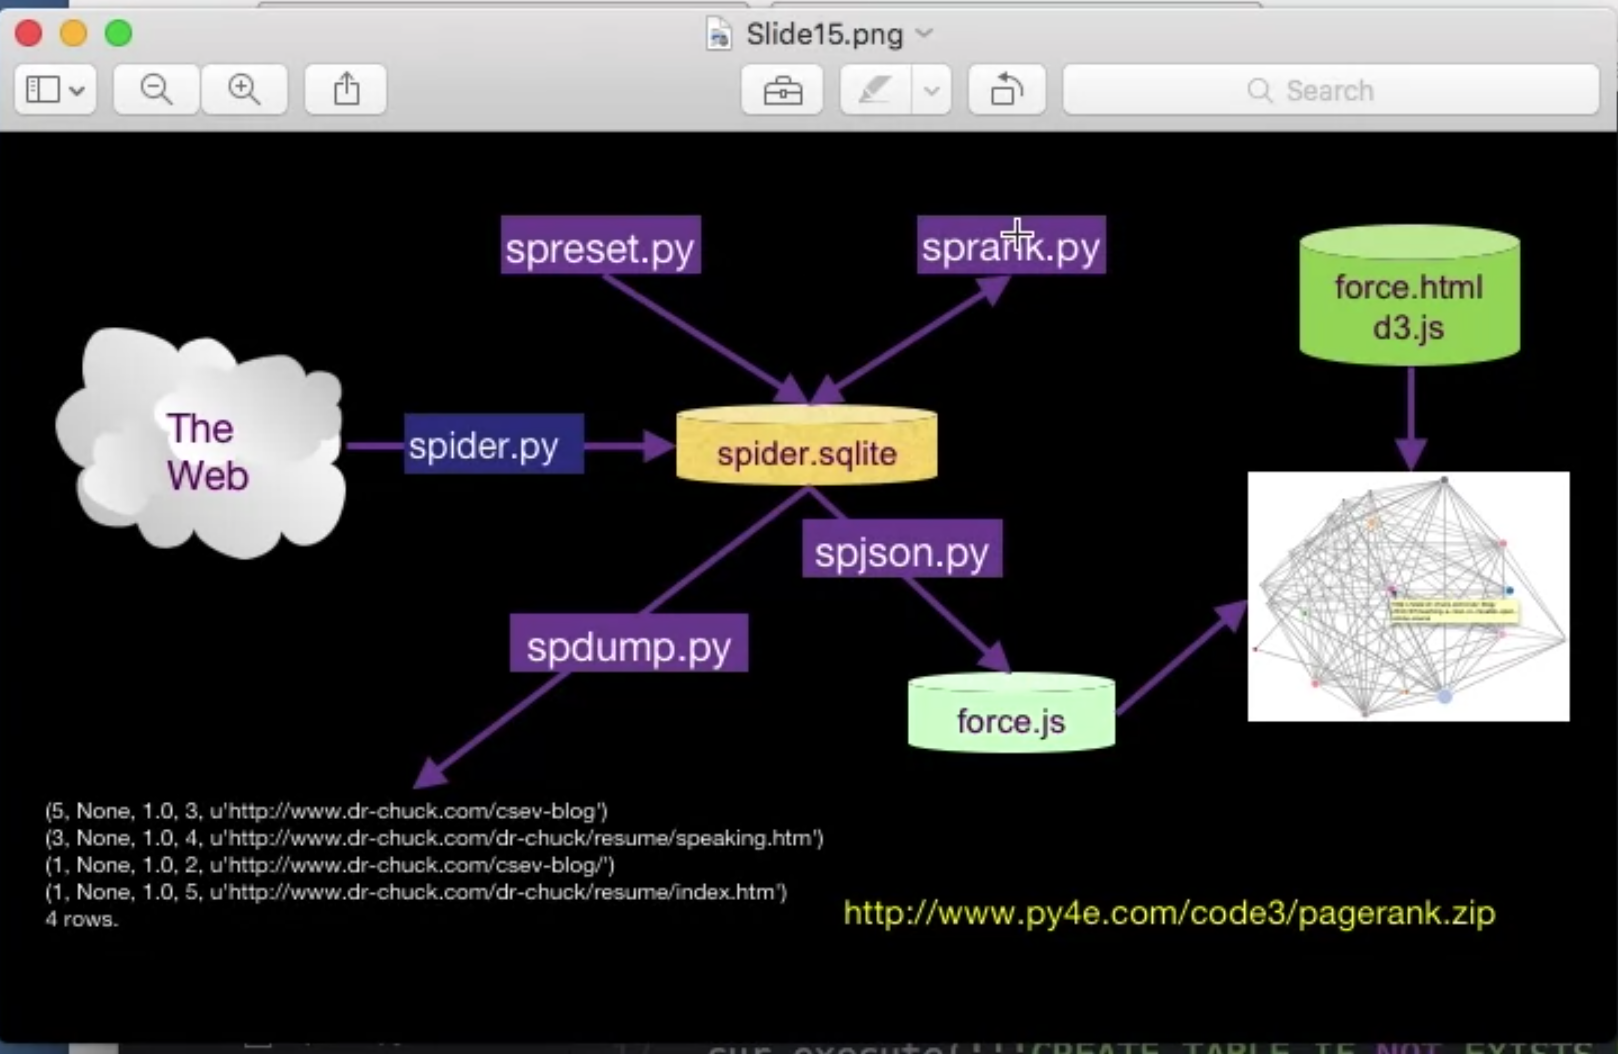 Slide15.png
Search
spreset.py
sprank.py
force.html
d3.js
The
Web
spider.py
spider.sqlite
spjson.py
spdump.py
force.js
(5, None, 1.0, 3, u'http://www.dr-chuck.com/csev-blog')
(3, None, 1.0, 4, u'http://www.dr-chuck.com/dr-chuck/resume/speaking.htm')
(1, None, 1.0, 2, u'http://www.dr-chuck.com/csev-blog/')
(1, None, 1.0, 5, u'http://www.dr-chuck.com/dr-chuck/resume/index.htm')
4 rows.
http://www.py4e.com/code3/pagerank.zip
cur.execute('''CREATE TABLE IF NOT EXISTS